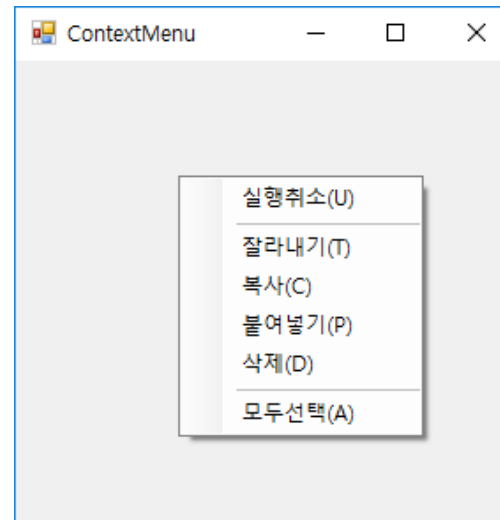 ContextMenu
실행취소(U)
잘라내기(T)
복사(C)
붙여넣기(P)
삭제(D)
모두선택(A)